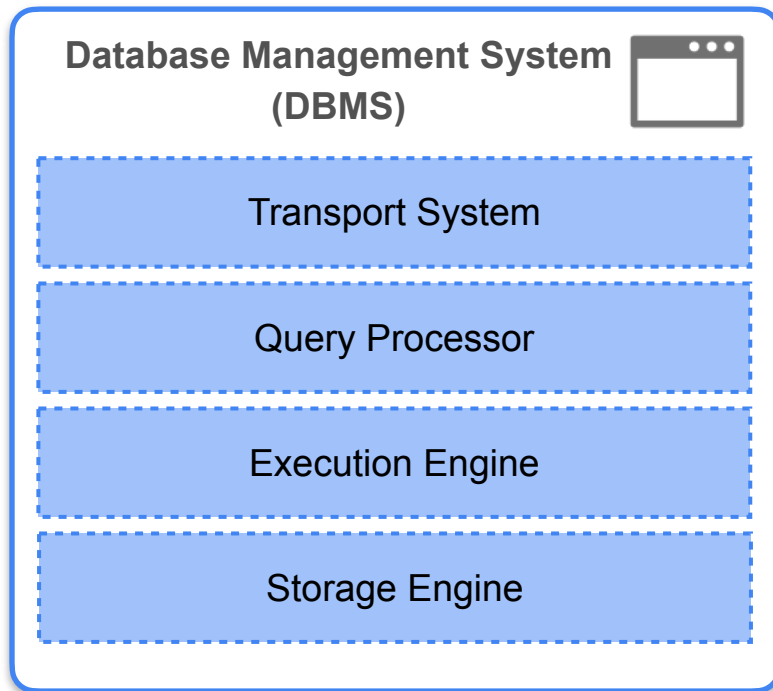 Database Management System
(DBMS)
Transport System
Query Processor
Execution Engine
Storage Engine